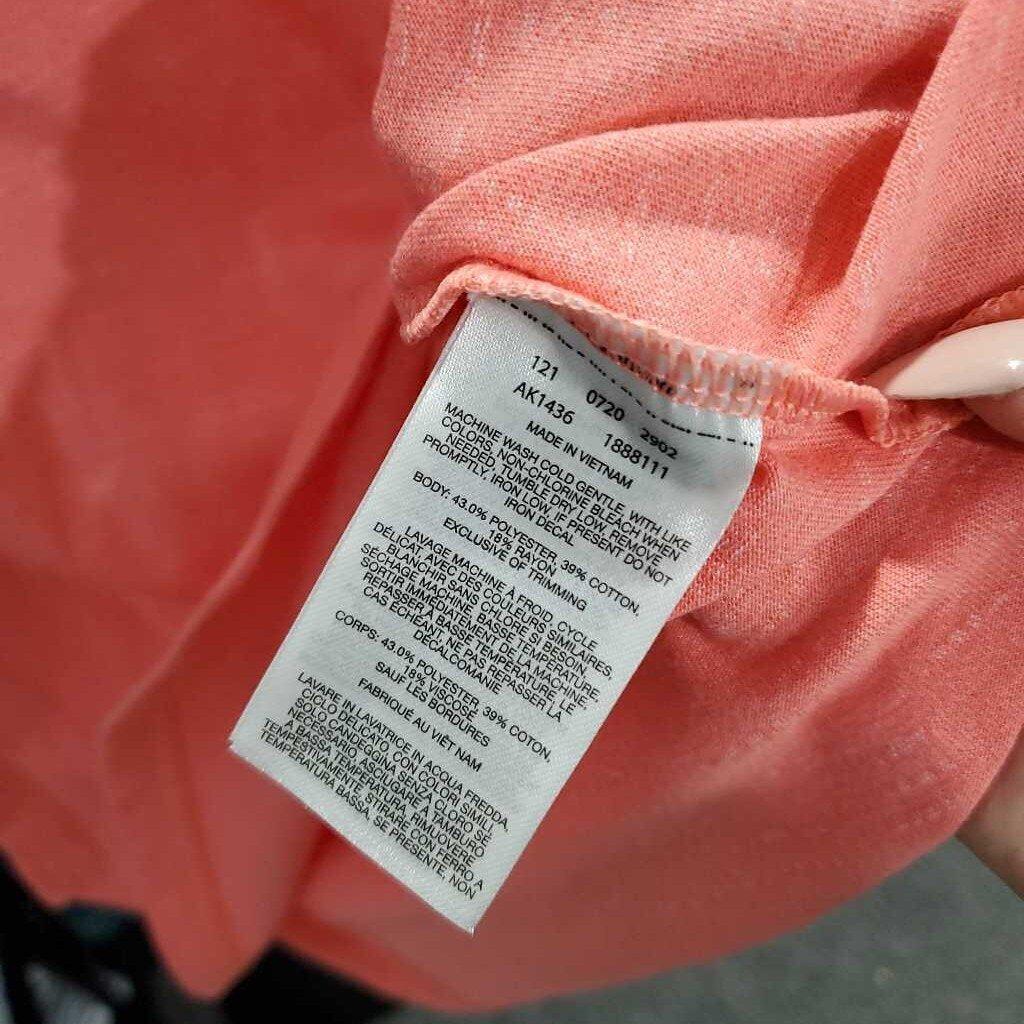 121 0720 2902
AK1436 1888111
MADE IN VIETNAM
MACHINE WASH COLD GENTLE, WITH LIKE
COLORS, NON-CHLORINE BLEACH WHEN
NEEDED, TUMBLE DRY LOW, REMOVE
PROMPTLY, IRON LOW, IF PRESENT DO NOT
IRON DECAL
BODY: 43.0% POLYESTER, 39% COTTON,
18% RAYON
EXCLUSIVE OF TRIMMING
LAVAGE MACHINE À FROID, CYCLE
DÉLICAT, AVEC DES COULEURS SIMILAIRES,
BLANCHIR SANS CHLORE SI BESOIN,
SÉCHAGE MACHINE, BASSE TEMPÉRATURE,
SORTIR IMMÉDIATEMENT DE LA MACHINE,
REPASSER À BASSE TEMPÉRATURE, LE
CAS ÉCHÉANT, NE PAS REPASSER LA
DÉCALCOMANIE
CORPS: 43.0% POLYESTER, 39% COTON,
18% VISCOSE
SAUF LES BORDURES
FABRIQUÉ AU VIÊT NAM
LAVARE IN LAVATRICE IN ACQUA FREDDA,
CICLO DELICATO, CON COLORI SIMILI,
SOLO CANDEGGINA SENZA CLORO SE
NECESSARIO, ASCIUGARE A TAMBURO
A BASSA TEMPERATURA, RIMUOVERE
TEMPESTIVAMENTE, STIRARE CON FERRO A
TEMPERATURA BASSA, SE PRESENTE, NON